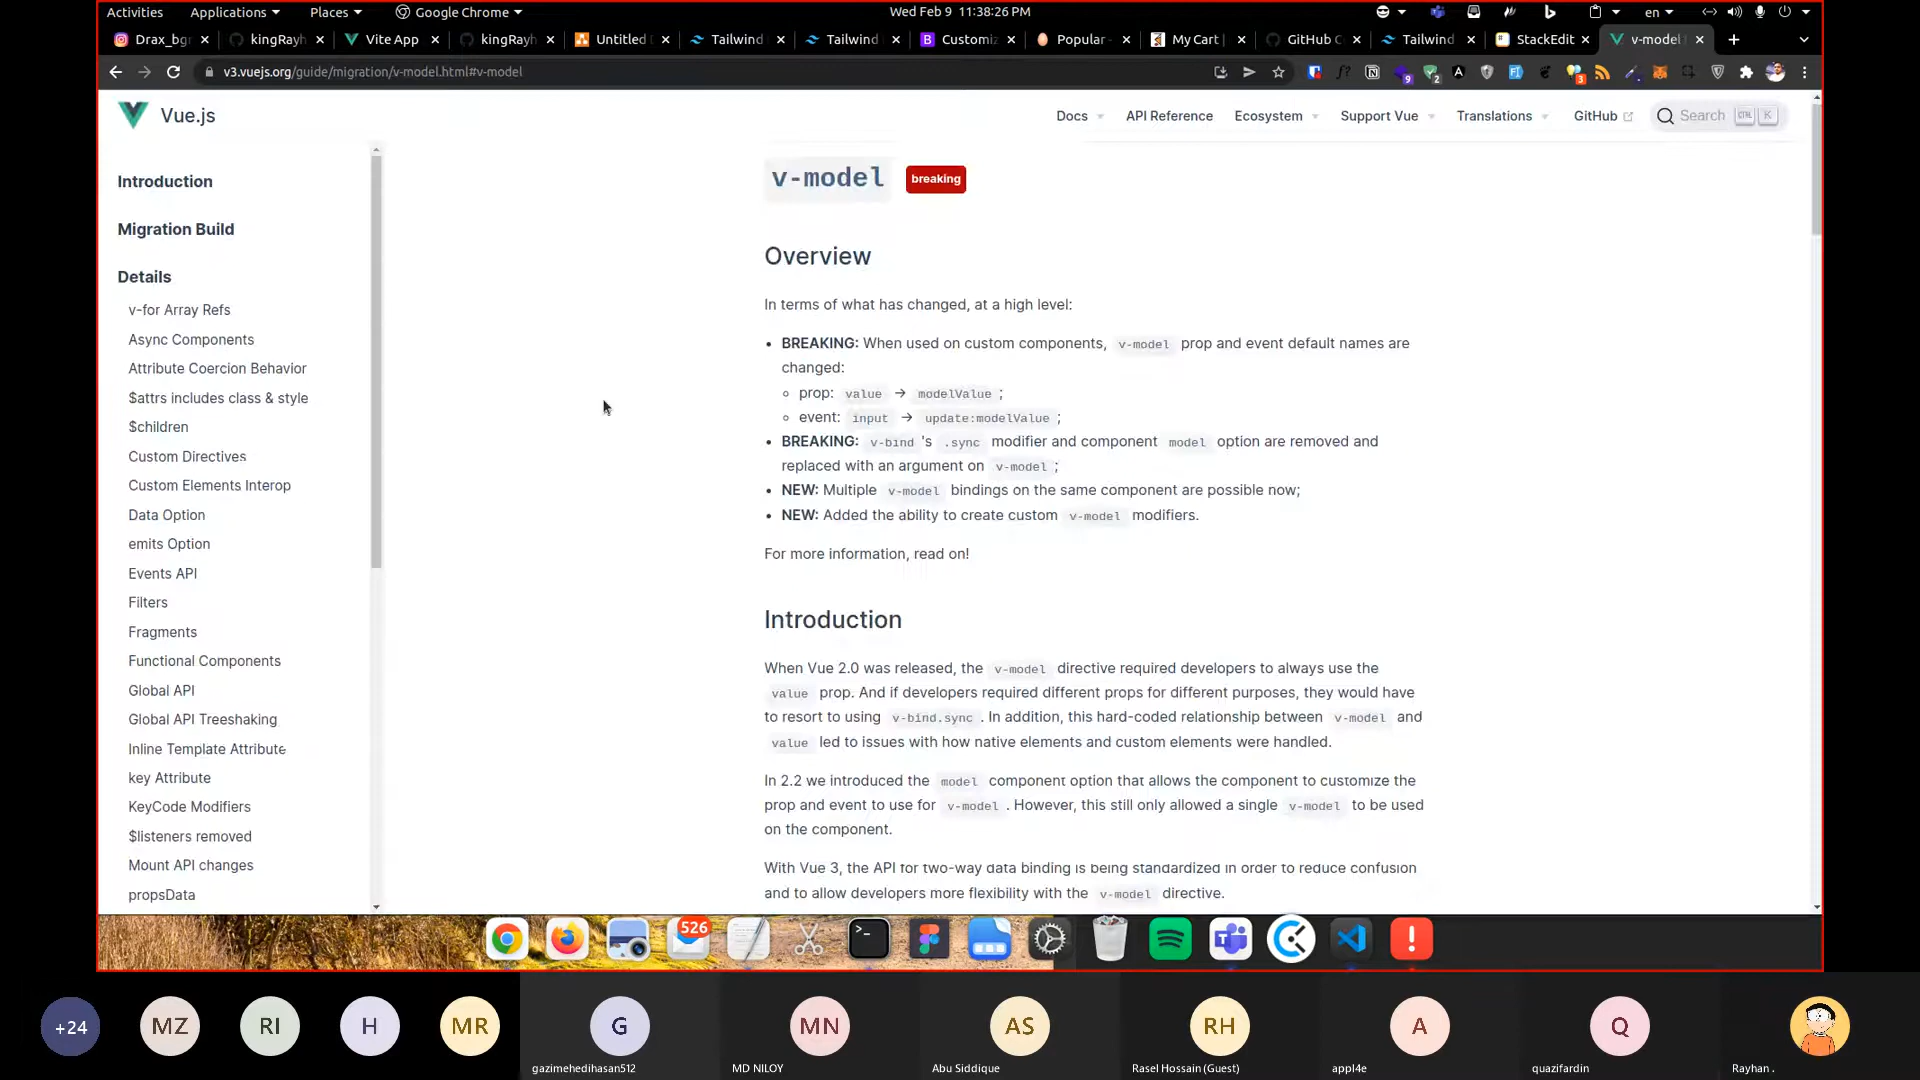 Activities Applications Places Google Chrome Wed Feb 9 11:38:26 PM en
Drax_bg kingRayh Vite App kingRayh Untitled Tailwind Tailwind Customiz Popular My Cart GitHub C Tailwind StackEdit v-model
v3.vuejs.org/guide/migration/v-model.html#v-model
Vue.js Docs API Reference Ecosystem Support Vue Translations GitHub Search CTRL K
Introduction
Migration Build
Details
v-for Array Refs
Async Components
Attribute Coercion Behavior
$attrs includes class & style
$children
Custom Directives
Custom Elements Interop
Data Option
emits Option
Events API
Filters
Fragments
Functional Components
Global API
Global API Treeshaking
Inline Template Attribute
key Attribute
KeyCode Modifiers
$listeners removed
Mount API changes
propsData
v-model breaking
Overview
In terms of what has changed, at a high level:
• BREAKING: When used on custom components, v-model prop and event default names are
changed:
◦ prop: value → modelValue ;
◦ event: input → update:modelValue ;
• BREAKING: v-bind 's .sync modifier and component model option are removed and
replaced with an argument on v-model ;
• NEW: Multiple v-model bindings on the same component are possible now;
• NEW: Added the ability to create custom v-model modifiers.
For more information, read on!
Introduction
When Vue 2.0 was released, the v-model directive required developers to always use the
value prop. And if developers required different props for different purposes, they would have
to resort to using v-bind.sync . In addition, this hard-coded relationship between v-model and
value led to issues with how native elements and custom elements were handled.
In 2.2 we introduced the model component option that allows the component to customize the
prop and event to use for v-model . However, this still only allowed a single v-model to be used
on the component.
With Vue 3, the API for two-way data binding is being standardized in order to reduce confusion
and to allow developers more flexibility with the v-model directive.
526
+24 MZ RI H MR G MN AS RH A Q
gazimehedihasan512 MD NILOY Abu Siddique Rasel Hossain (Guest) appl4e quazifardin Rayhan .